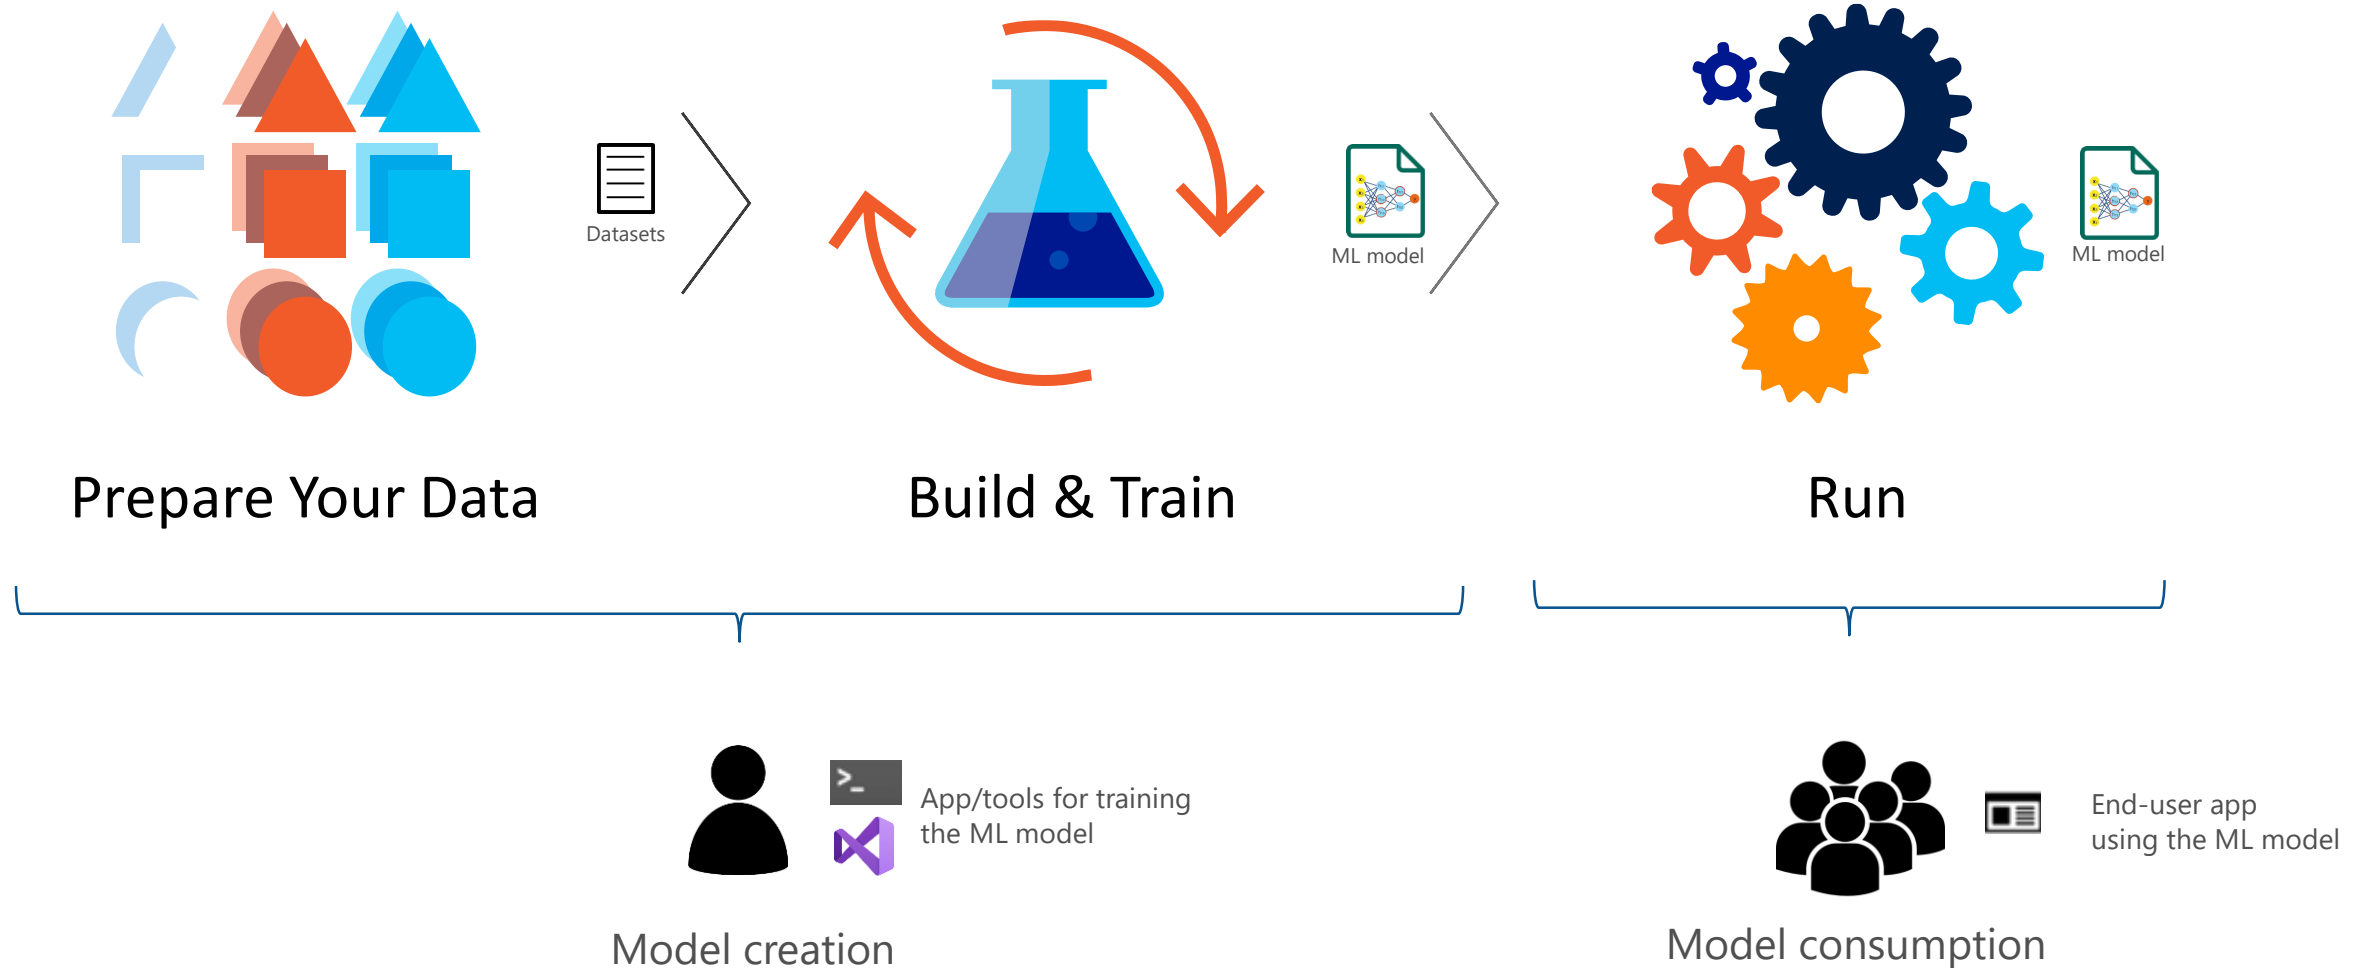 Datasets
ML model
ML model
Prepare Your Data
Build & Train
Run
>_
App/tools for training
the ML model
End-user app
using the ML model
Model creation
Model consumption